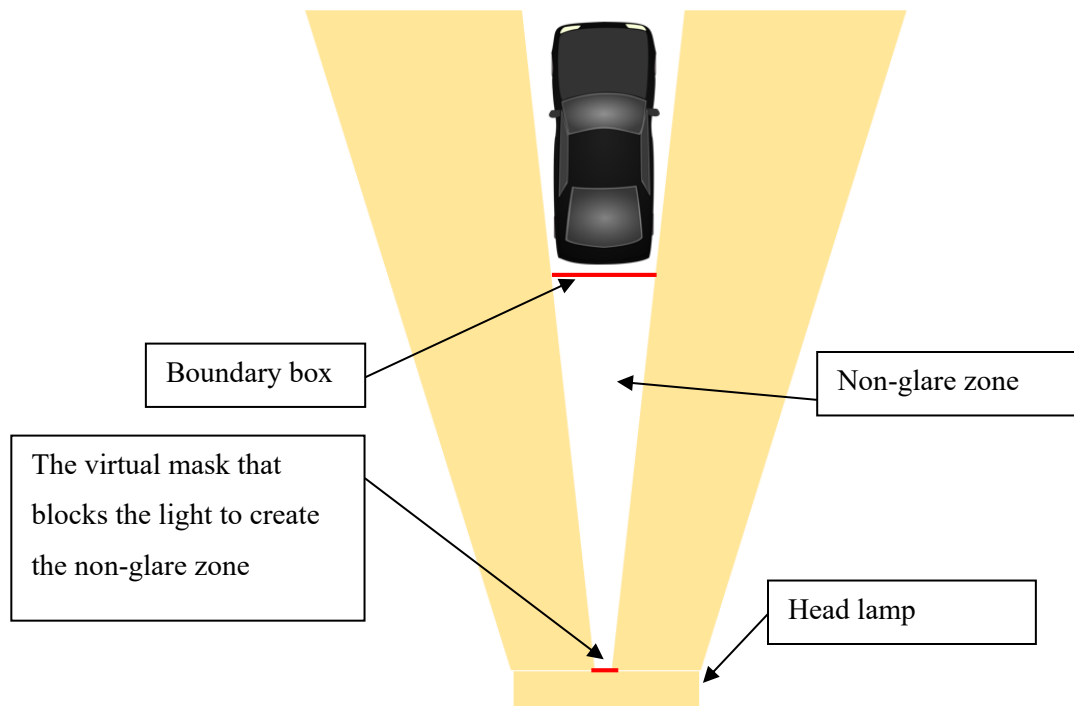 Boundary box
Non-glare zone
The virtual mask that
blocks the light to create
the non-glare zone
Head lamp